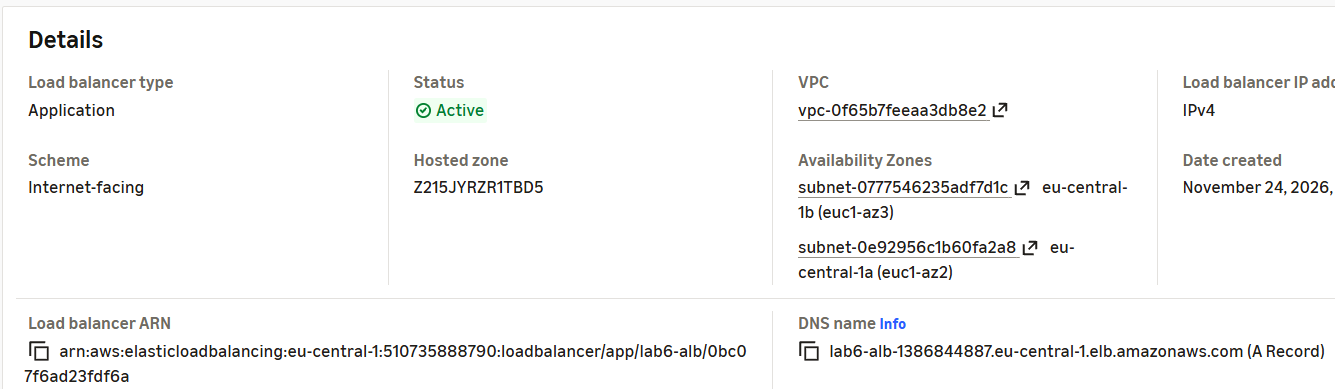 Details
Load balancer type
Status
VPC
Load balancer IP add
Application
Active
vpc-0f65b7feeaa3db8e2
IPv4
Scheme
Hosted zone
Availability Zones
Date created
Internet-facing
Z215JYRZR1TBD5
subnet-0777546235adf7d1c eu-central-
1b (euc1-az3)
November 24, 2026,
subnet-0e92956c1b60fa2a8 eu-
central-1a (euc1-az2)
Load balancer ARN
DNS name Info
arn:aws:elasticloadbalancing:eu-central-1:510735888790:loadbalancer/app/lab6-alb/0bc0
7f6ad23fdf6a
lab6-alb-1386844887.eu-central-1.elb.amazonaws.com (A Record)